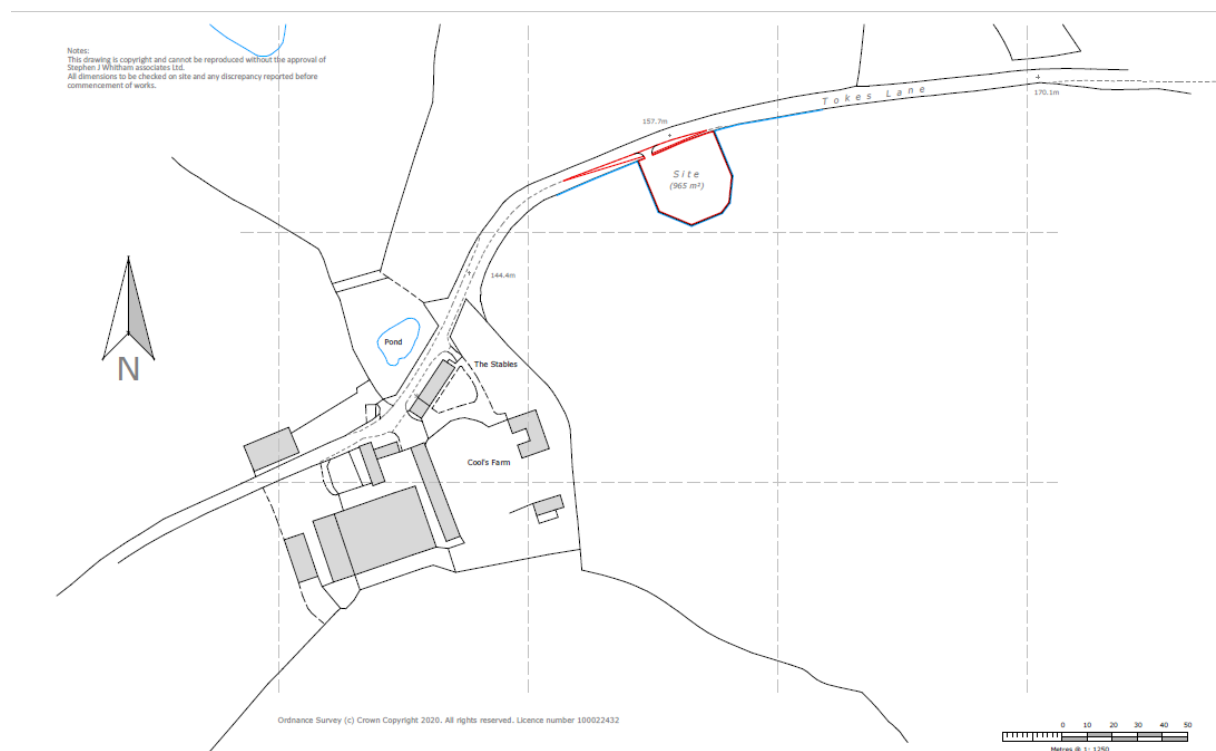 Notes:
This drawing is copyright and cannot be reproduced without the approval of
Stephen J Whitham associates Ltd.
All dimensions to be checked on site and any discrepancy reported before
commencement of works.
Tokes Lane
170.1m
157.7m
Site
(965 m²)
144.4m
Pond
The Stables
N
Cool's Farm
Ordnance Survey (c) Crown Copyright 2020. All rights reserved. Licence number 100022432
0 10 20 30 40 50
Metres @ 1: 1250